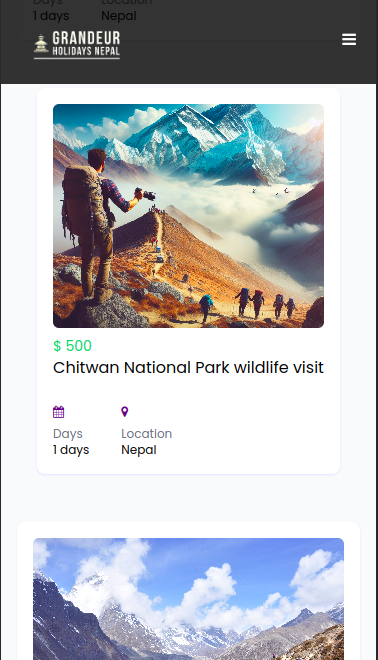 Days
Location
1 days
Nepal
GRANDEUR
HOLIDAYS NEPAL
$ 500
Chitwan National Park wildlife visit
Days
Location
1 days
Nepal